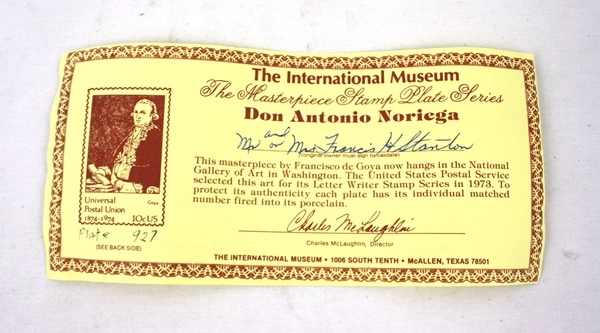 The International Museum
The Masterpiece Stamp Plate Series
Don Antonio Noriega
Mr and or Mrs Francis H Stanton
(original owner must sign to validate)
This masterpiece by Francisco de Goya now hangs in the National
Gallery of Art in Washington. The United States Postal Service
selected this art for its Letter Writer Stamp Series in 1973. To
protect its authenticity each plate has its individual matched
number fired into its porcelain.
Charles McLaughlin
Charles McLaughlin, Director
THE INTERNATIONAL MUSEUM • 1006 SOUTH TENTH • McALLEN, TEXAS 78501
Universal Goya
Postal Union
1874-1974 10c US
Plate 927
(SEE BACK SIDE)